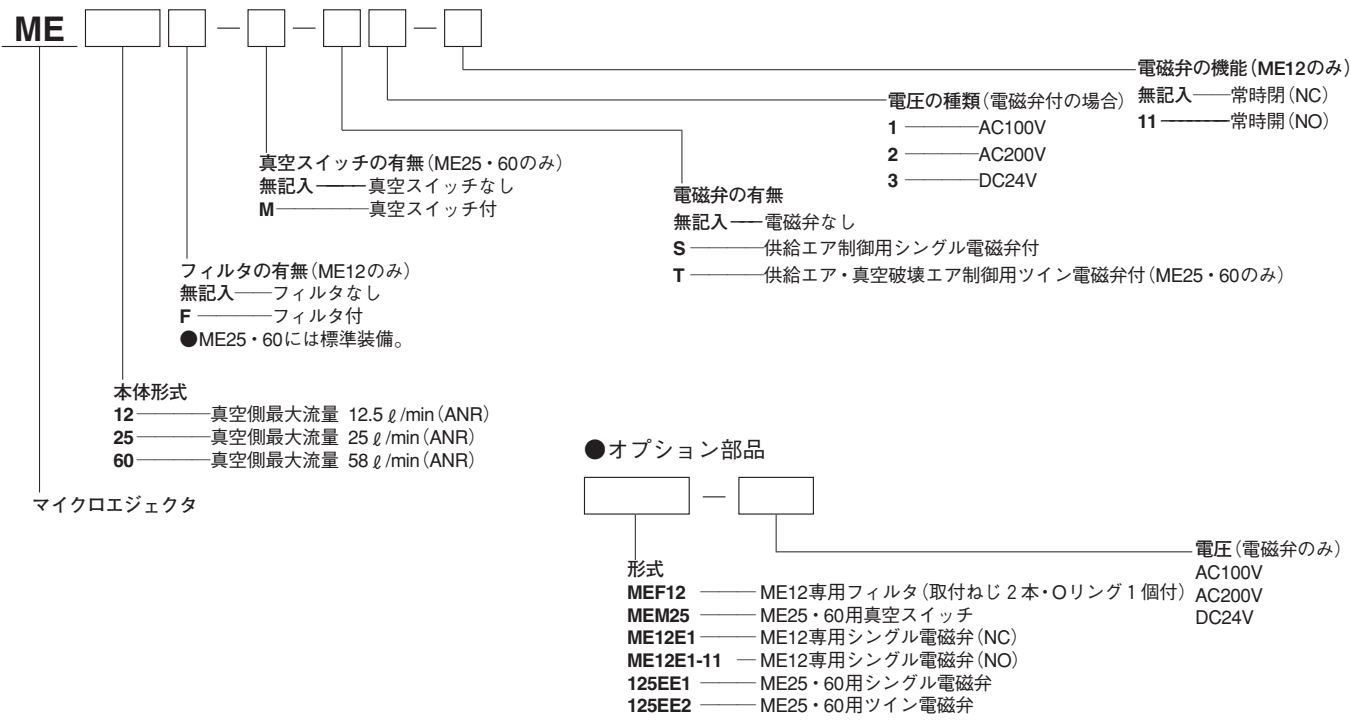 ME － － －
電磁弁の機能(ME12のみ)
無記入――常時閉(NC)
11――――常時開(NO)
電圧の種類(電磁弁付の場合)
1――――AC100V
2――――AC200V
3――――DC24V
真空スイッチの有無(ME25・60のみ)
無記入―――真空スイッチなし
M―――――真空スイッチ付
電磁弁の有無
無記入――電磁弁なし
S――――供給エア制御用シングル電磁弁付
T――――供給エア・真空破壊エア制御用ツイン電磁弁付(ME25・60のみ)
フィルタの有無(ME12のみ)
無記入――フィルタなし
F――――フィルタ付
●ME25・60には標準装備。
本体形式
12――――真空側最大流量 12.5ℓ/min(ANR)
25――――真空側最大流量 25ℓ/min(ANR)
60――――真空側最大流量 58ℓ/min(ANR)
マイクロエジェクタ
●オプション部品
－
電圧(電磁弁のみ)
AC100V
AC200V
DC24V
形式
MEF12 ―――ME12専用フィルタ(取付ねじ2本・Oリング1個付)
MEM25 ―――ME25・60用真空スイッチ
ME12E1―――ME12専用シングル電磁弁(NC)
ME12E1-11 ―ME12専用シングル電磁弁(NO)
125EE1 ―――ME25・60用シングル電磁弁
125EE2 ―――ME25・60用ツイン電磁弁